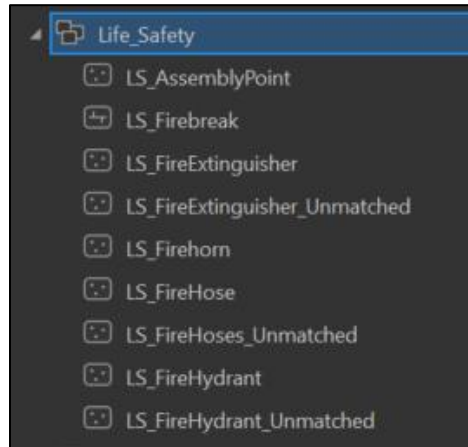 Life_Safety
LS_AssemblyPoint
LS_Firebreak
LS_FireExtinguisher
LS_FireExtinguisher_Unmatched
LS_Firehorn
LS_FireHose
LS_FireHoses_Unmatched
LS_FireHydrant
LS_FireHydrant_Unmatched